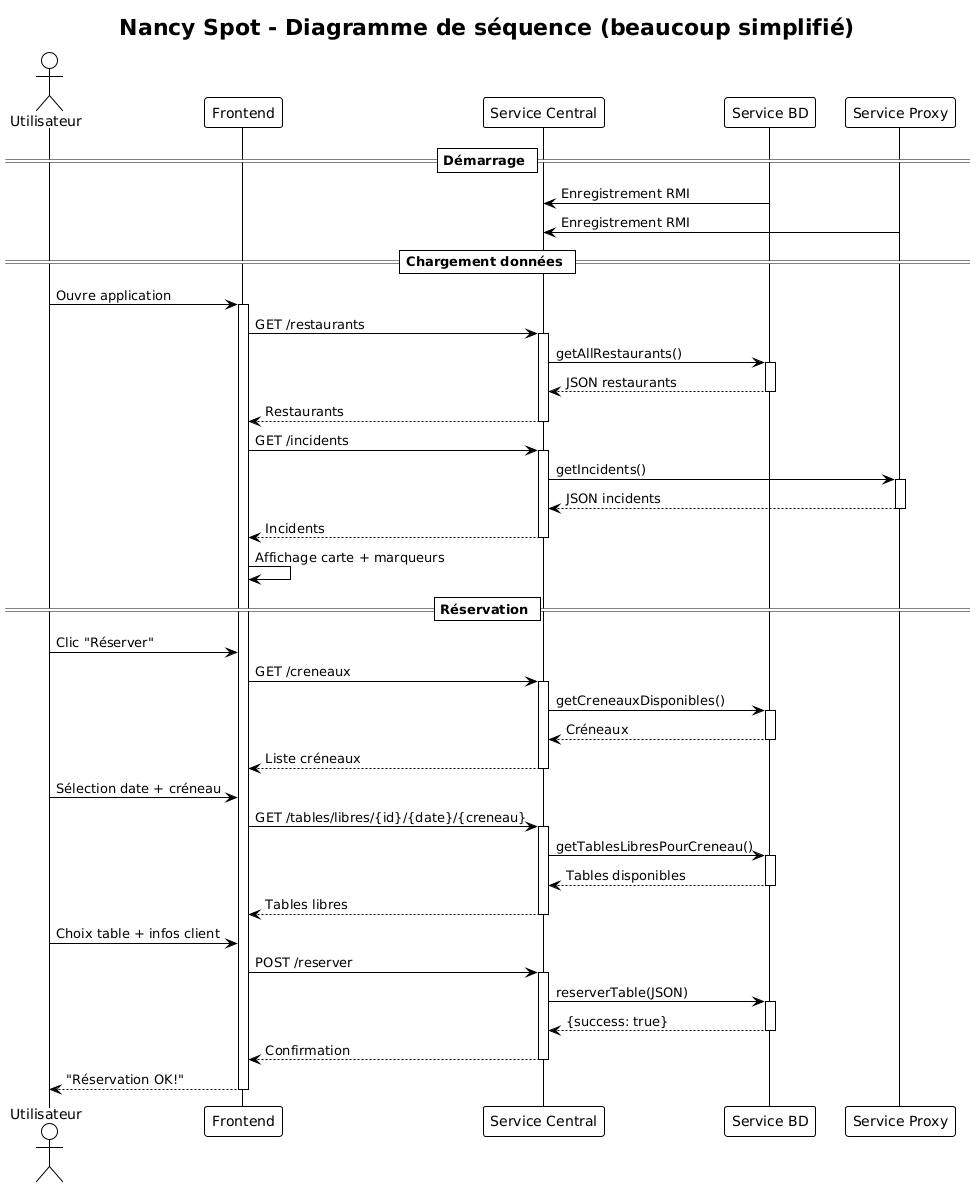 Nancy Spot - Diagramme de séquence (beaucoup simplifié)
Utilisateur
Frontend
Service Central
Service BD
Service Proxy
Démarrage
Enregistrement RMI
Enregistrement RMI
Chargement données
Ouvre application
GET /restaurants
getAllRestaurants()
JSON restaurants
Restaurants
GET /incidents
getIncidents()
JSON incidents
Incidents
Affichage carte + marqueurs
Réservation
Clic "Réserver"
GET /creneaux
getCreneauxDisponibles()
Créneaux
Liste créneaux
Sélection date + créneau
GET /tables/libres/{id}/{date}/{creneau}
getTablesLibresPourCreneau()
Tables disponibles
Tables libres
Choix table + infos client
POST /reserver
reserverTable(JSON)
{success: true}
Confirmation
"Réservation OK!"
Utilisateur
Frontend
Service Central
Service BD
Service Proxy